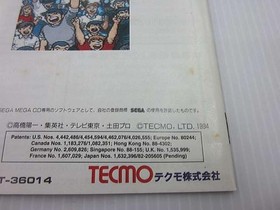 SEGA MEGA CD専用のソフトウェアとして、自社の登録商標 SEGA の使用を許諾したものです。
©高橋陽一・集英社・テレビ東京・土田プロ ©TECMO, LTD. 1994
Patents: U.S. Nos. 4,442,486/4,454,594/4,462,076/4,026,555; Europe No. 80244;
Canada Nos. 1,183,276/1,082,351; Hong Kong No. 88-4302;
Germany No. 2,609,826; Singapore No. 88-155; U.K. No. 1,535,999;
France No. 1,607,029; Japan Nos. 1,632,396/82-205605 (Pending)
T-36014
TECMO テクモ株式会社